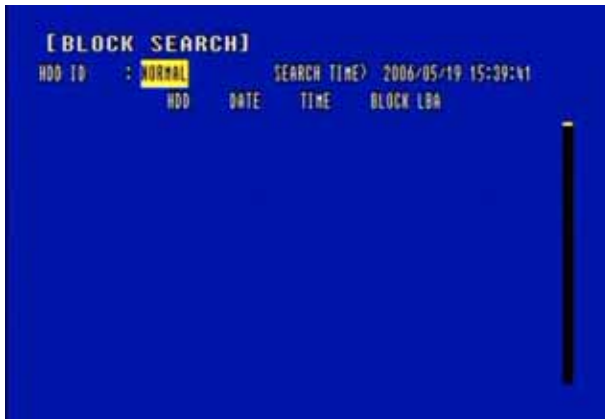 [BLOCK SEARCH]
HDD ID : NORMAL SEARCH TIME> 2006/05/19 15:39:41
HDD DATE TIME BLOCK LBA